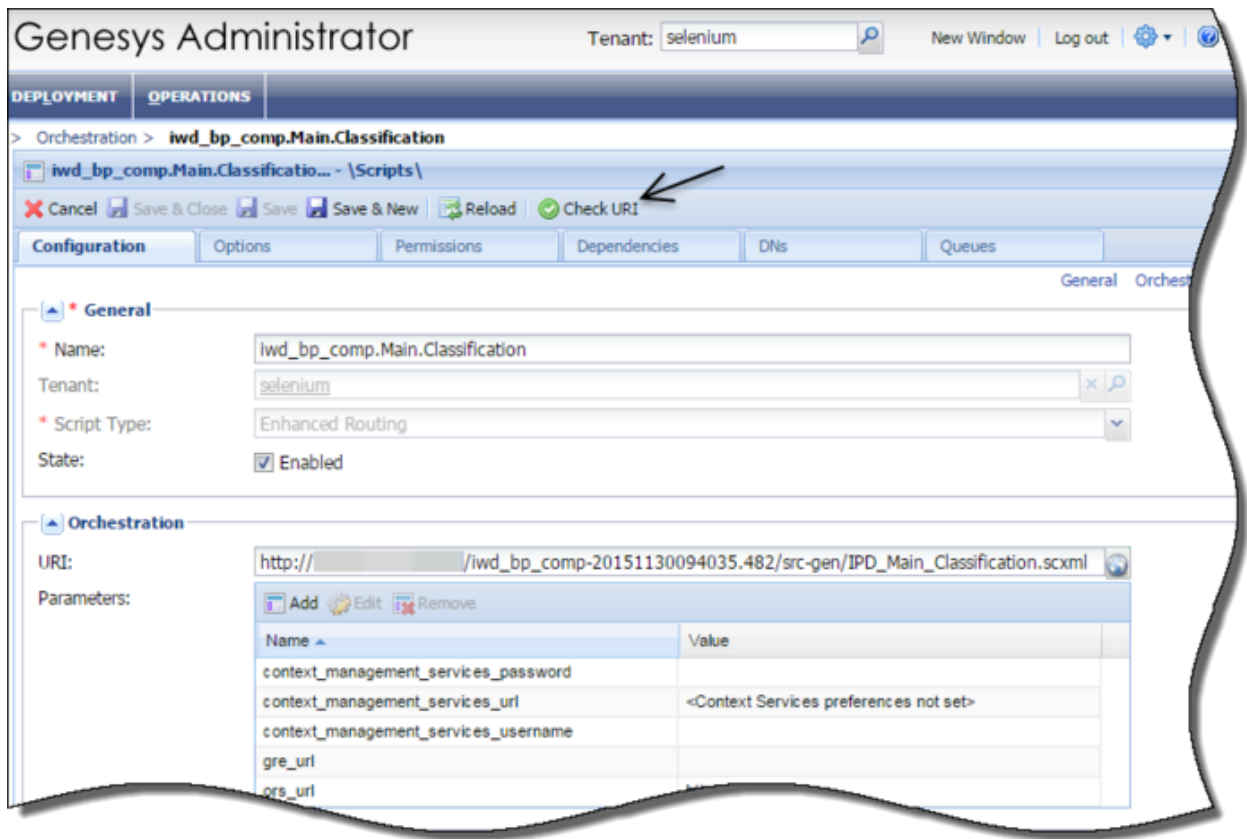 Genesys Administrator Tenant: selenium New Window Log out
DEPLOYMENT OPERATIONS
> Orchestration > iwd_bp_comp.Main.Classification
iwd_bp_comp.Main.Classificatio... - \Scripts\
Cancel Save & Close Save Save & New Reload Check URI
Configuration Options Permissions Dependencies DNs Queues
General Orchest
* General
* Name: iwd_bp_comp.Main.Classification
Tenant: selenium
* Script Type: Enhanced Routing
State: Enabled
Orchestration
URI: http:// /iwd_bp_comp-20151130094035.482/src-gen/IPD_Main_Classification.scxml
Parameters: Add Edit Remove
Name Value
context_management_services_password
context_management_services_url <Context Services preferences not set>
context_management_services_username
gre_url
ors_url